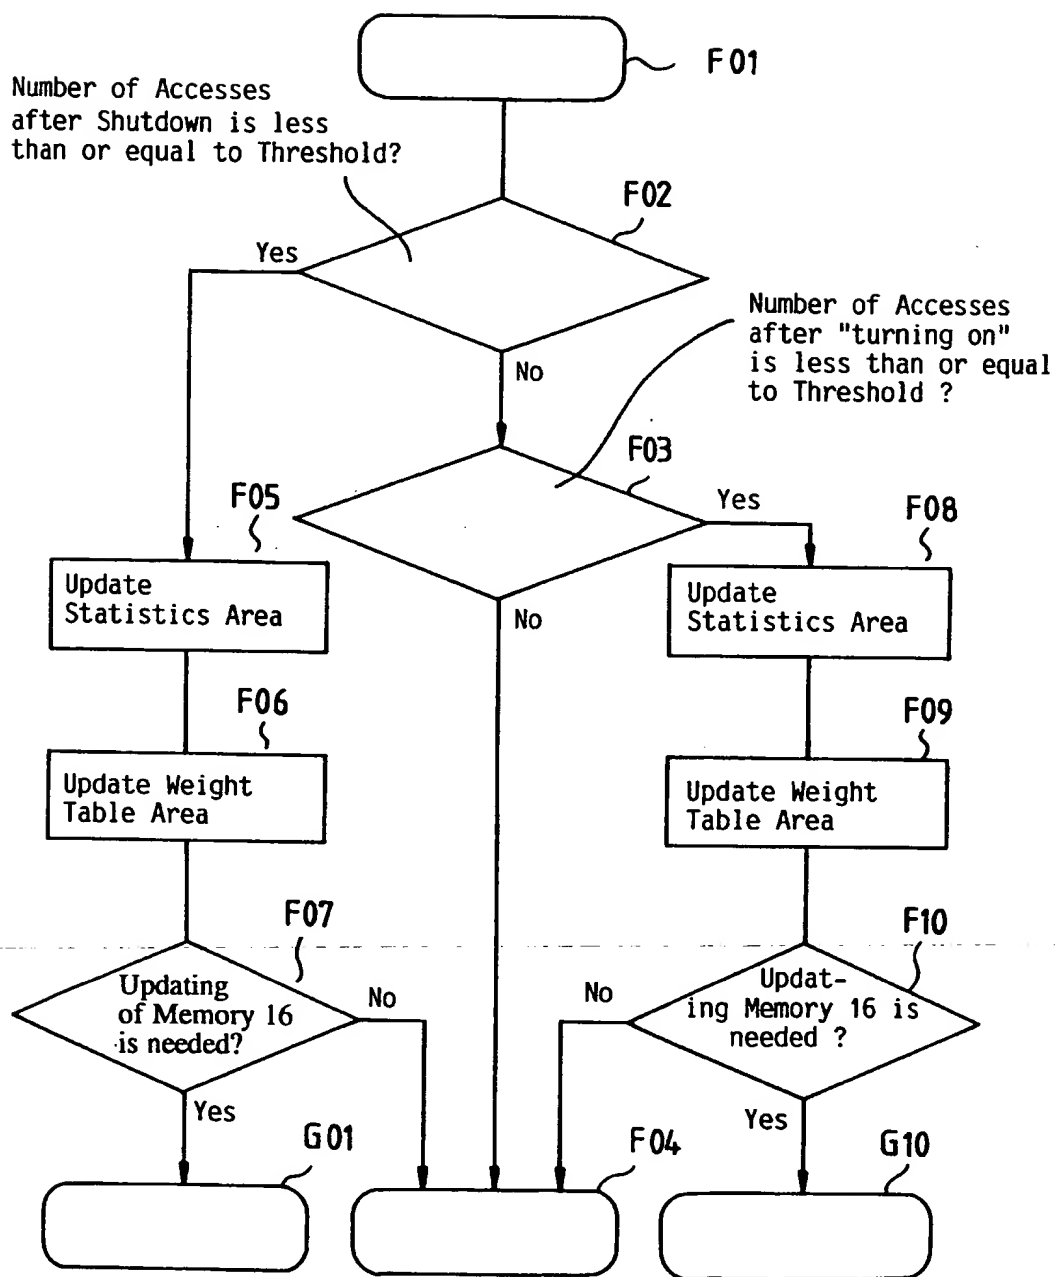 F01
Number of Accesses
after Shutdown is less
than or equal to Threshold?
F02
Yes
No
Number of Accesses
after "turning on"
is less than or equal
to Threshold ?
F03
Yes
No
F05
Update
Statistics Area
F08
Update
Statistics Area
F06
Update Weight
Table Area
F09
Update Weight
Table Area
F07
Updating
of Memory 16
is needed?
No
Yes
F10
Updat-
ing Memory 16 is
needed ?
No
Yes
G01
F04
G10